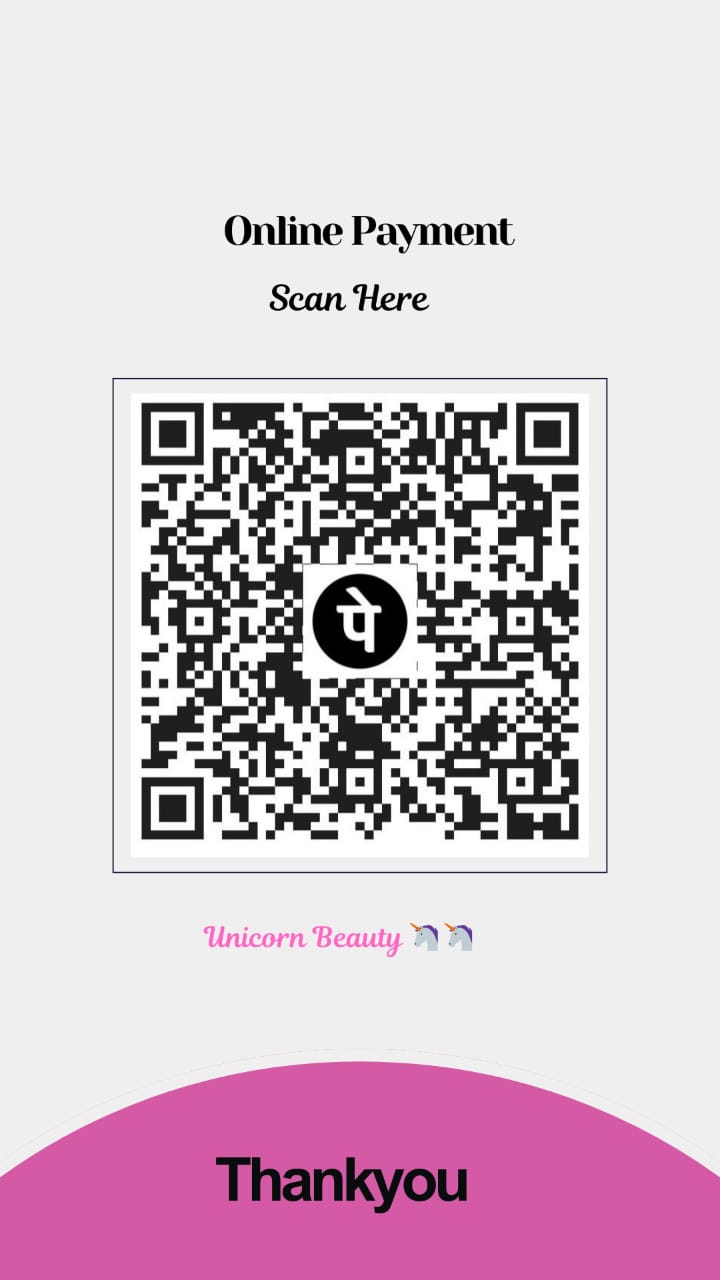 Online Payment
Scan Here
पे
Unicorn Beauty 🦄🦄
Thankyou